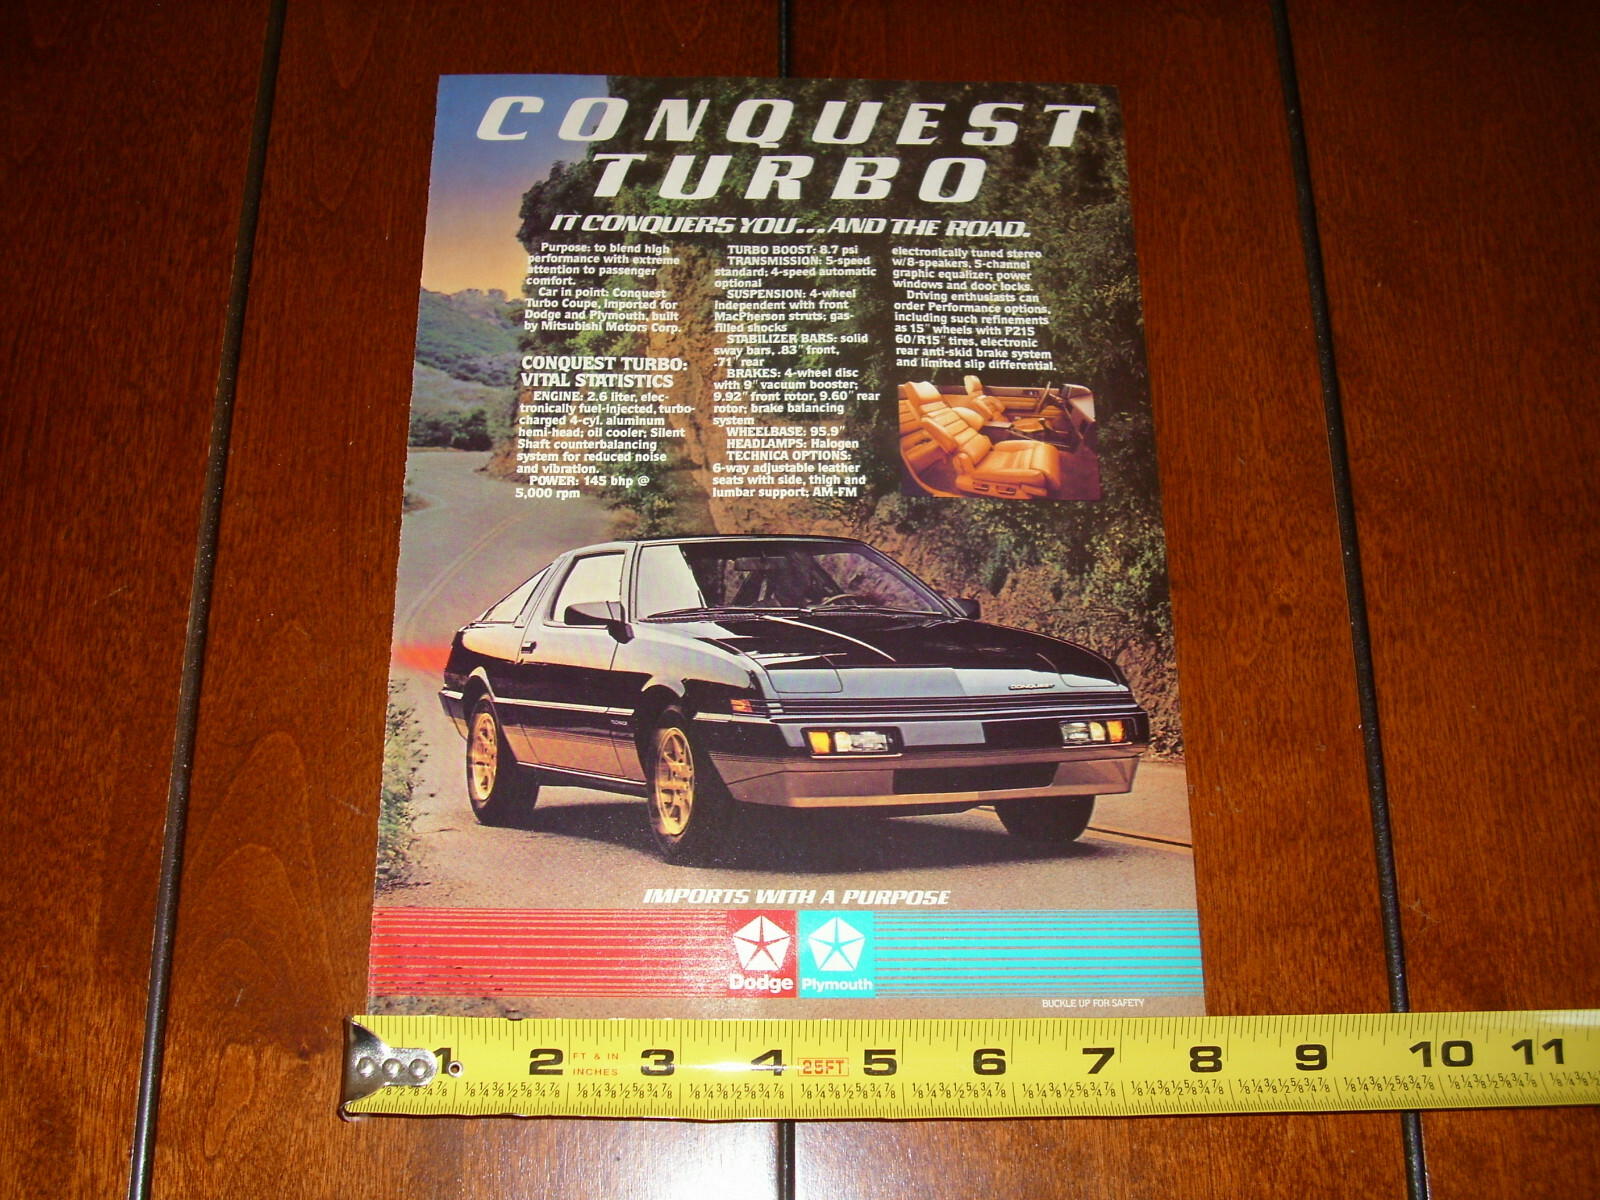 CONQUEST
TURBO
IT CONQUERS YOU...AND THE ROAD.
Purpose: to blend high
performance with extreme
attention to passenger
comfort.
Car in point: Conquest
Turbo Coupe, imported for
Dodge and Plymouth, built
by Mitsubishi Motors Corp.
CONQUEST TURBO:
VITAL STATISTICS
ENGINE: 2.6 liter, elec-
tronically fuel-injected, turbo-
charged 4-cyl. aluminum
hemi-head; oil cooler; Silent
Shaft counterbalancing
system for reduced noise
and vibration.
POWER: 145 bhp @
5,000 rpm
TURBO BOOST: 8.7 psi
TRANSMISSION: 5-speed
standard; 4-speed automatic
optional
SUSPENSION: 4-wheel
independent with front
MacPherson struts; gas-
filled shocks
STABILIZER BARS: solid
sway bars, .83" front,
.71" rear
BRAKES: 4-wheel disc
with 9" vacuum booster;
9.92" front rotor, 9.60" rear
rotor; brake balancing
system
WHEELBASE: 95.9"
HEADLAMPS: Halogen
TECHNICA OPTIONS:
6-way adjustable leather
seats with side, thigh and
lumbar support; AM-FM
electronically tuned stereo
w/8-speakers, 5-channel
graphic equalizer; power
windows and door locks.
Driving enthusiasts can
order Performance options,
including such refinements
as 15" wheels with P215
60/R15" tires, electronic
rear anti-skid brake system
and limited slip differential.
CONQUEST
IMPORTS WITH A PURPOSE
Dodge Plymouth
BUCKLE UP FOR SAFETY
1 2 FT & IN INCHES 3 4 25FT 5 6 7 8 9 10 11